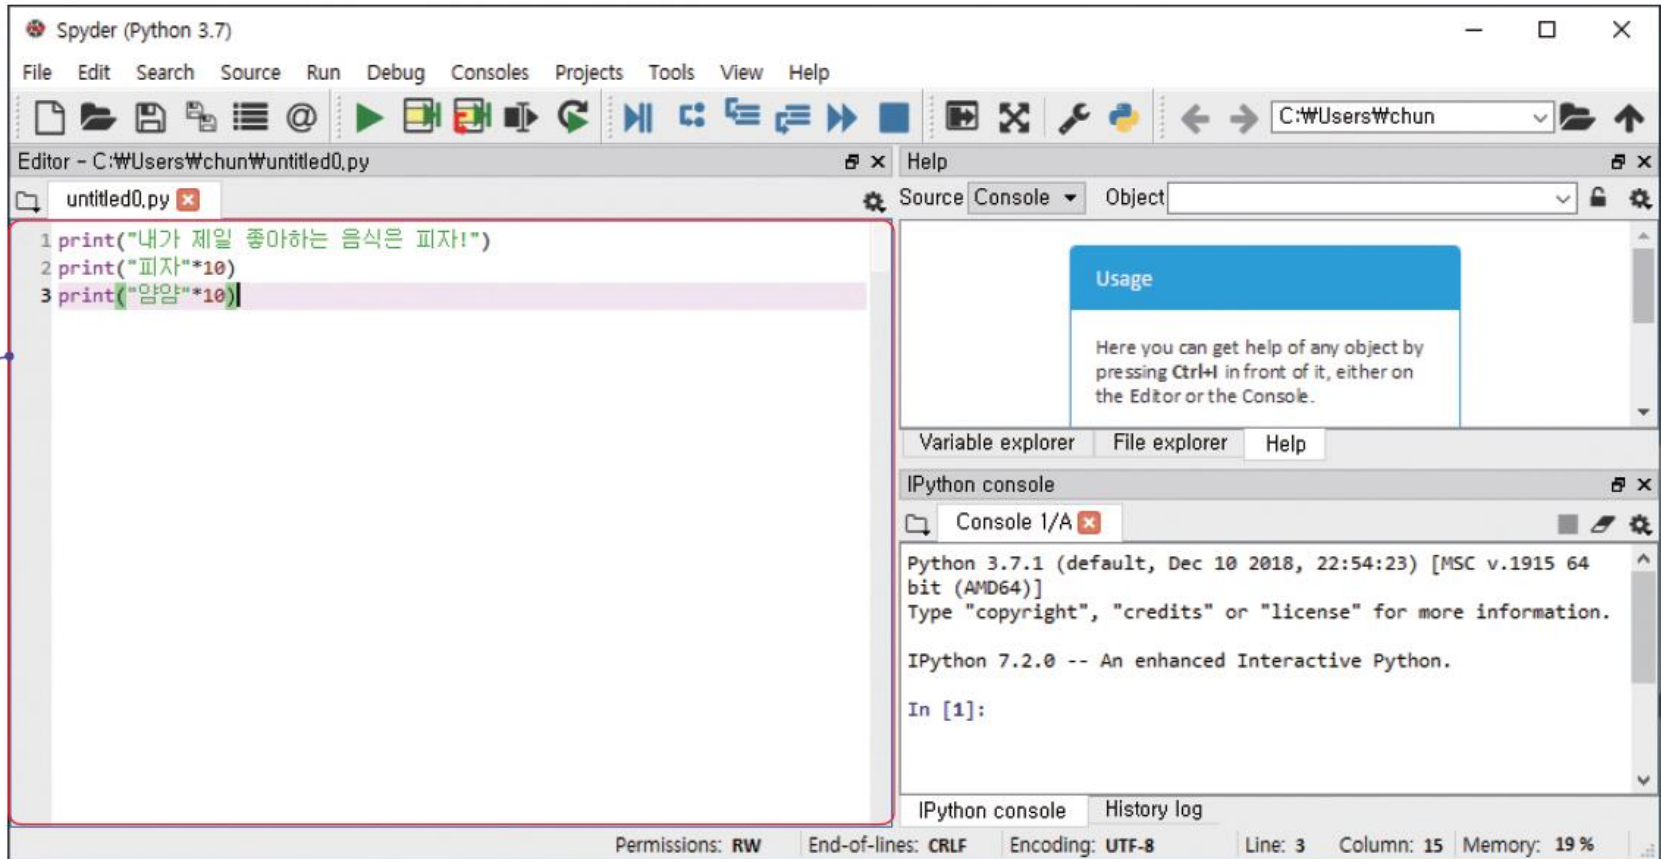 Spyder (Python 3.7)
File Edit Search Source Run Debug Consoles Projects Tools View Help
C:₩Users₩chun
Editor - C:₩Users₩chun₩untitled0.py
untitled0.py
1 print("내가 제일 좋아하는 음식은 피자!")
2 print("피자"*10)
3 print("얌얌"*10)
Help
Source Console Object
Usage
Here you can get help of any object by
pressing Ctrl+I in front of it, either on
the Editor or the Console.
Variable explorer File explorer Help
IPython console
Console 1/A
Python 3.7.1 (default, Dec 10 2018, 22:54:23) [MSC v.1915 64
bit (AMD64)]
Type "copyright", "credits" or "license" for more information.
IPython 7.2.0 -- An enhanced Interactive Python.
In [1]:
IPython console History log
Permissions: RW End-of-lines: CRLF Encoding: UTF-8 Line: 3 Column: 15 Memory: 19 %